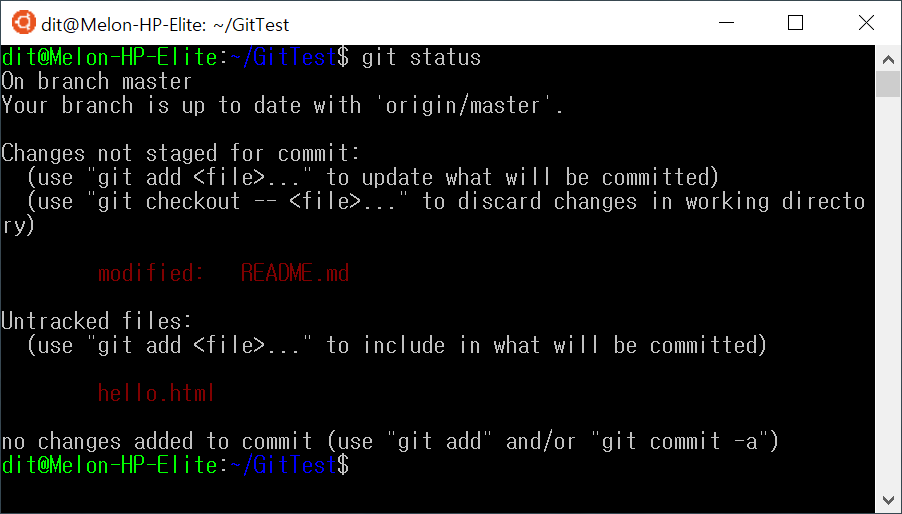 dit@Melon-HP-Elite: ~/GitTest
dit@Melon-HP-Elite:~/GitTest$ git status
On branch master
Your branch is up to date with 'origin/master'.
Changes not staged for commit:
  (use "git add <file>..." to update what will be committed)
  (use "git checkout -- <file>..." to discard changes in working directo
ry)
        modified:   README.md
Untracked files:
  (use "git add <file>..." to include in what will be committed)
        hello.html
no changes added to commit (use "git add" and/or "git commit -a")
dit@Melon-HP-Elite:~/GitTest$